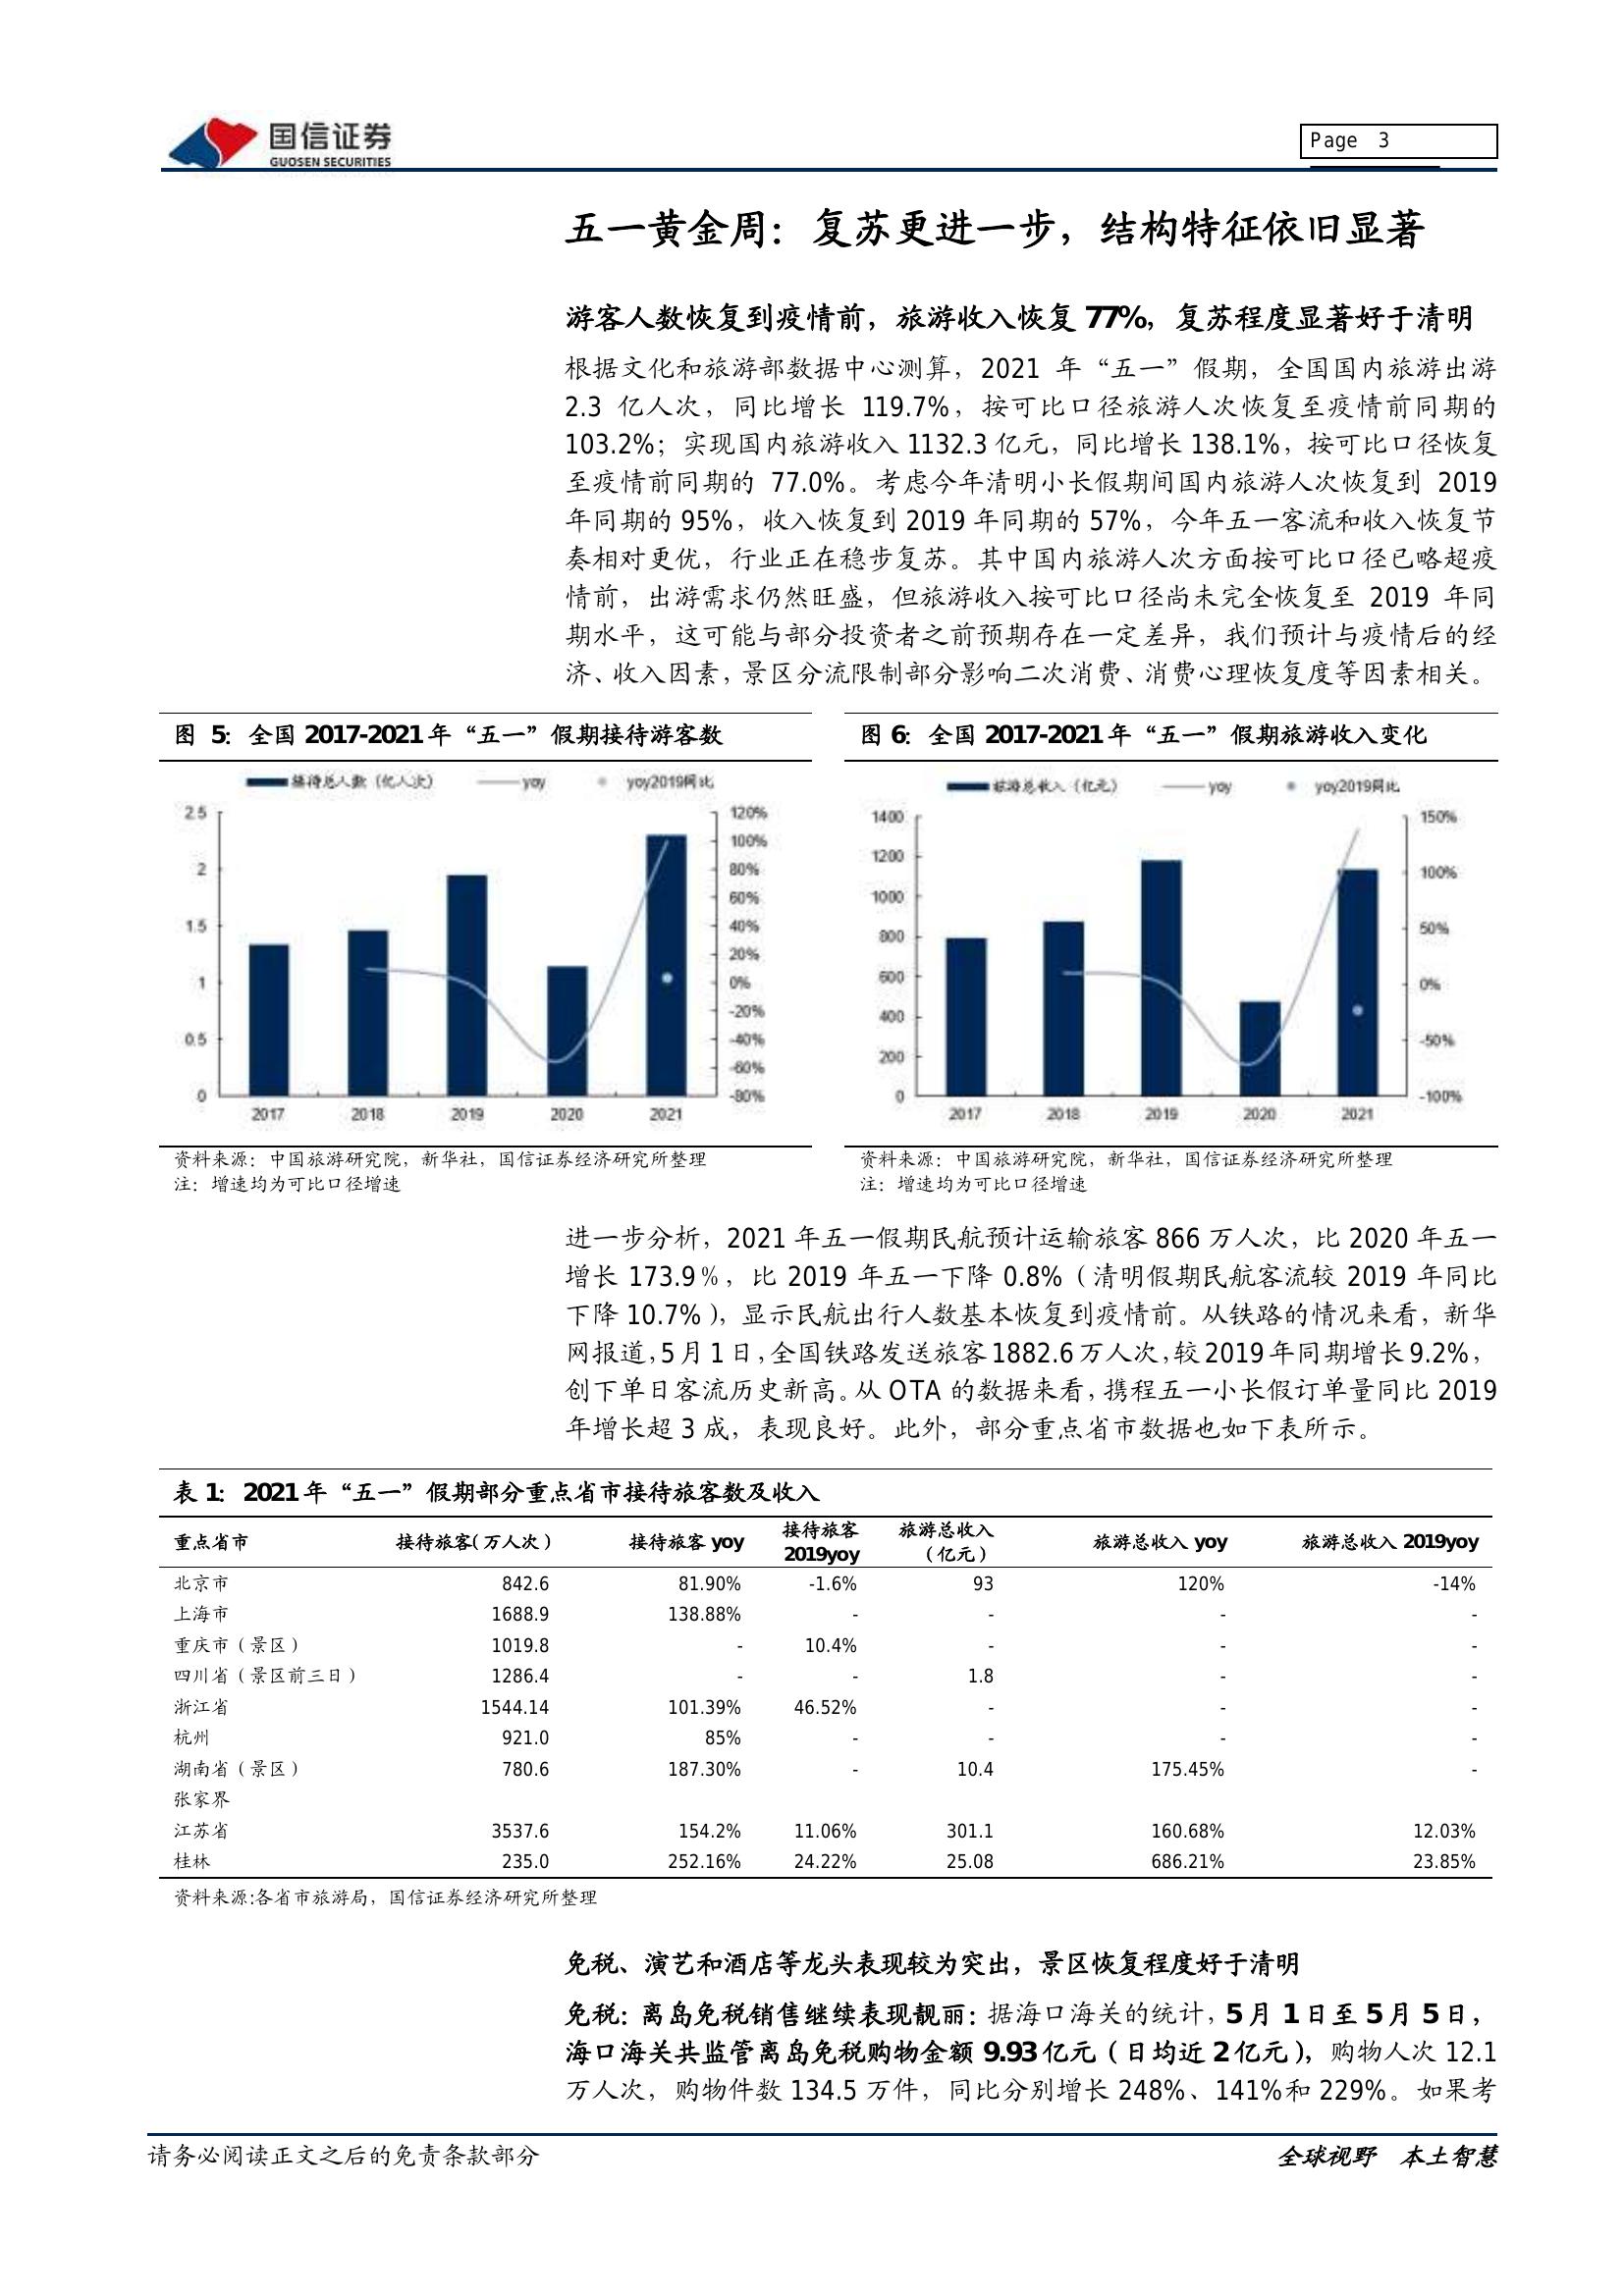 国信证券
GUOSEN SECURITIES
Page 3
五一黄金周：复苏更进一步，结构特征依旧显著
游客人数恢复到疫情前，旅游收入恢复 77%，复苏程度显著好于清明
根据文化和旅游部数据中心测算，2021 年“五一”假期，全国国内旅游出游
2.3 亿人次，同比增长 119.7%，按可比口径旅游人次恢复至疫情前同期的
103.2%；实现国内旅游收入 1132.3 亿元，同比增长 138.1%，按可比口径恢复
至疫情前同期的 77.0%。考虑今年清明小长假期间国内旅游人次恢复到 2019
年同期的 95%，收入恢复到 2019 年同期的 57%，今年五一客流和收入恢复节
奏相对更优，行业正在稳步复苏。其中国内旅游人次方面按可比口径已略超疫
情前，出游需求仍然旺盛，但旅游收入按可比口径尚未完全恢复至 2019 年同
期水平，这可能与部分投资者之前预期存在一定差异，我们预计与疫情后的经
济、收入因素，景区分流限制部分影响二次消费、消费心理恢复度等因素相关。
图 5：全国 2017-2021 年“五一”假期接待游客数
接待总人数（亿人次） yoy yoy2019同比
2.5 120%
100%
2 80%
60%
1.5 40%
20%
1 0%
-20%
0.5 -40%
-60%
0 -80%
2017 2018 2019 2020 2021
资料来源：中国旅游研究院，新华社，国信证券经济研究所整理
注：增速均为可比口径增速
图 6：全国 2017-2021 年“五一”假期旅游收入变化
旅游总收入（亿元） yoy yoy2019同比
1400 150%
1200
1000 100%
800 50%
600 0%
400
200 -50%
0 -100%
2017 2018 2019 2020 2021
资料来源：中国旅游研究院，新华社，国信证券经济研究所整理
注：增速均为可比口径增速
进一步分析，2021 年五一假期民航预计运输旅客 866 万人次，比 2020 年五一
增长 173.9％，比 2019 年五一下降 0.8%（清明假期民航客流较 2019 年同比
下降 10.7%），显示民航出行人数基本恢复到疫情前。从铁路的情况来看，新华
网报道，5 月 1 日，全国铁路发送旅客 1882.6 万人次，较 2019 年同期增长 9.2%，
创下单日客流历史新高。从 OTA 的数据来看，携程五一小长假订单量同比 2019
年增长超 3 成，表现良好。此外，部分重点省市数据也如下表所示。
表 1：2021 年“五一”假期部分重点省市接待旅客数及收入
重点省市 接待旅客（万人次） 接待旅客 yoy 接待旅客 2019yoy 旅游总收入（亿元） 旅游总收入 yoy 旅游总收入 2019yoy
北京市 842.6 81.90% -1.6% 93 120% -14%
上海市 1688.9 138.88% - - - -
重庆市（景区） 1019.8 - 10.4% - - -
四川省（景区前三日） 1286.4 - - 1.8 - -
浙江省 1544.14 101.39% 46.52% - - -
杭州 921.0 85% - - - -
湖南省（景区） 780.6 187.30% - 10.4 175.45% -
张家界
江苏省 3537.6 154.2% 11.06% 301.1 160.68% 12.03%
桂林 235.0 252.16% 24.22% 25.08 686.21% 23.85%
资料来源:各省市旅游局，国信证券经济研究所整理
免税、演艺和酒店等龙头表现较为突出，景区恢复程度好于清明
免税：离岛免税销售继续表现靓丽：据海口海关的统计，5 月 1 日至 5 月 5 日，
海口海关共监管离岛免税购物金额 9.93 亿元（日均近 2 亿元），购物人次 12.1
万人次，购物件数 134.5 万件，同比分别增长 248%、141%和 229%。如果考
请务必阅读正文之后的免责条款部分
全球视野 本土智慧